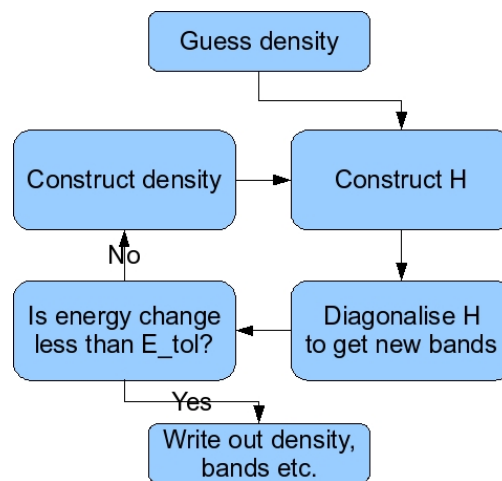 Guess density
Construct density
Construct H
No
Is energy change
less than E_tol?
Diagonalise H
to get new bands
Yes
Write out density,
bands etc.